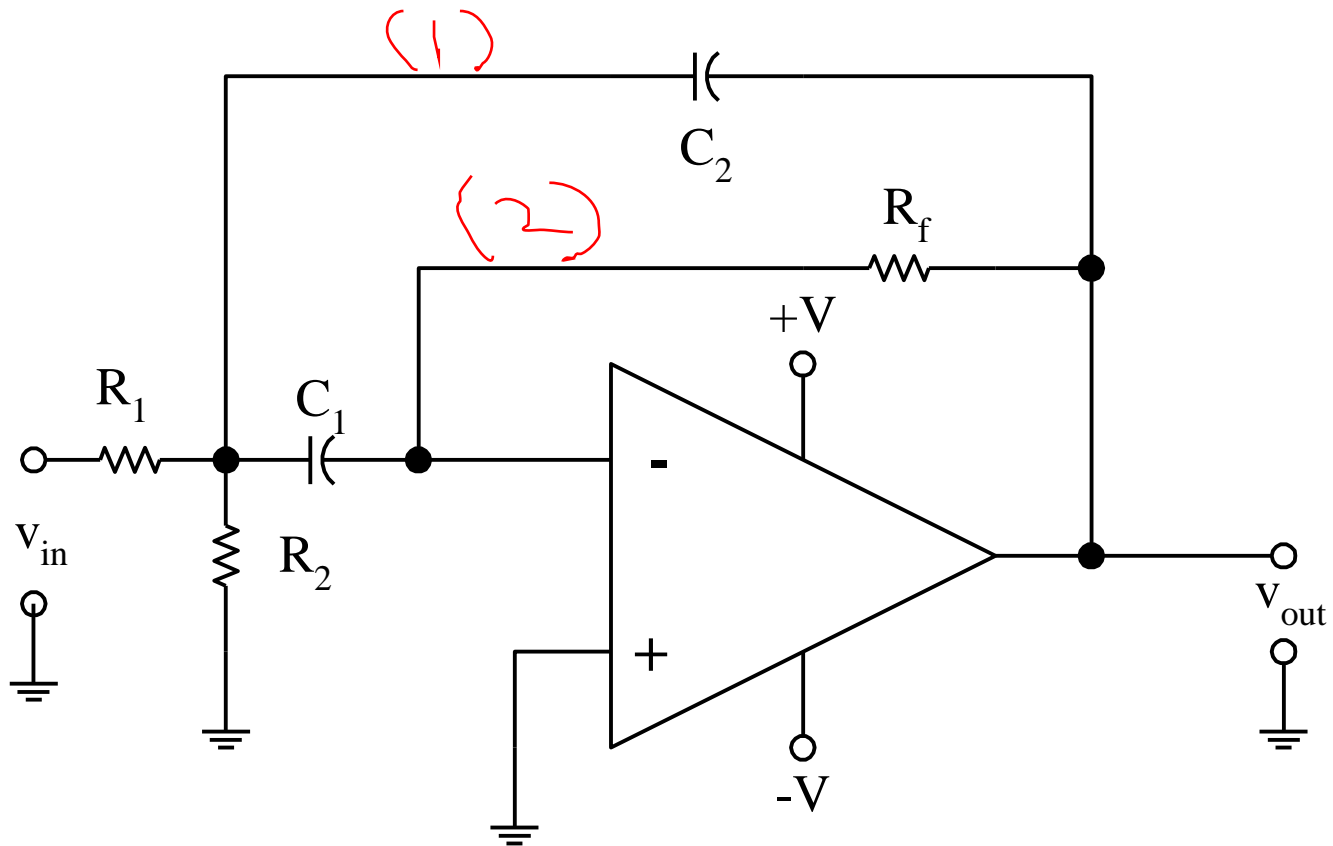 (1)
C2
(2)
Rf
+V
R1
C1
-
vin
R2
vout
+
-V